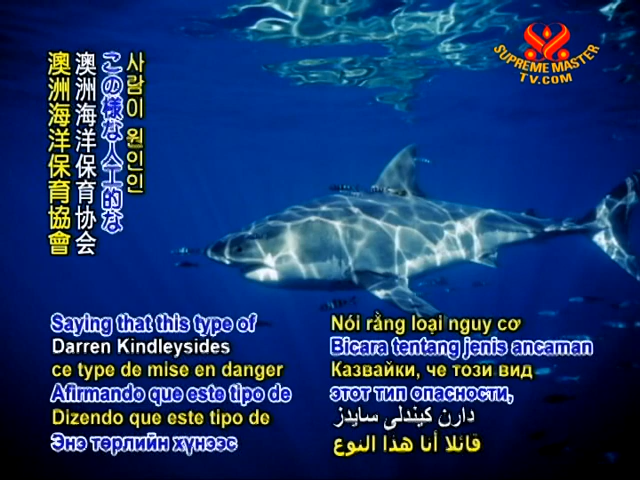 SUPREME MASTER
TV.COM
澳洲海洋保育協會
澳洲海洋保育协会
この様な人工的な
사람이 원인인
Saying that this type of
Darren Kindleysides
ce type de mise en danger
Afirmando que este tipo de
Dizendo que este tipo de
Энэ төрлийн хүнээс
Nói rằng loại nguy cơ
Bicara tentang jenis ancaman
Казвайки, че този вид
этот тип опасности,
دارن كيندلي سايدز
قائلا أنا هذا النوع